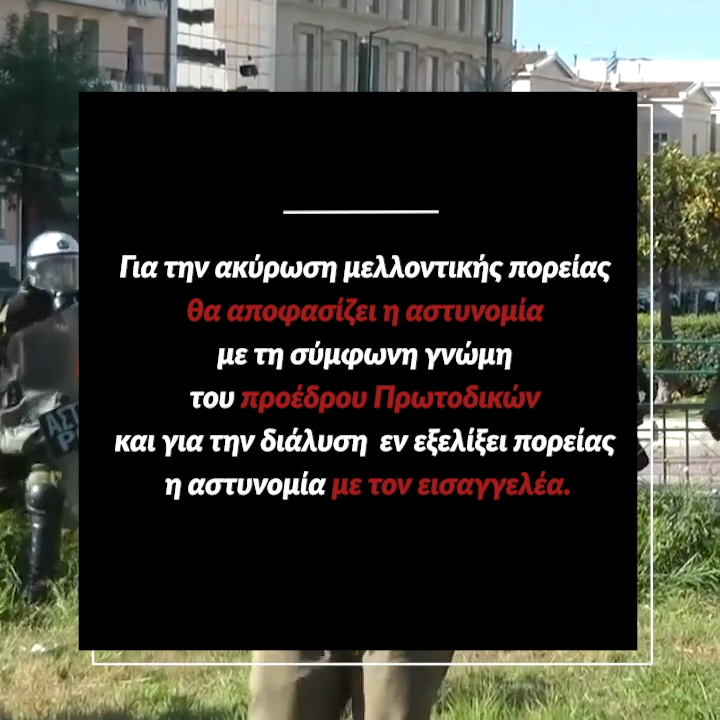 Για την ακύρωση μελλοντικής πορείας
θα αποφασίζει η αστυνομία
με τη σύμφωνη γνώμη
του προέδρου Πρωτοδικών
και για την διάλυση εν εξελίξει πορείας
η αστυνομία με τον εισαγγελέα.
ΑΣΤ